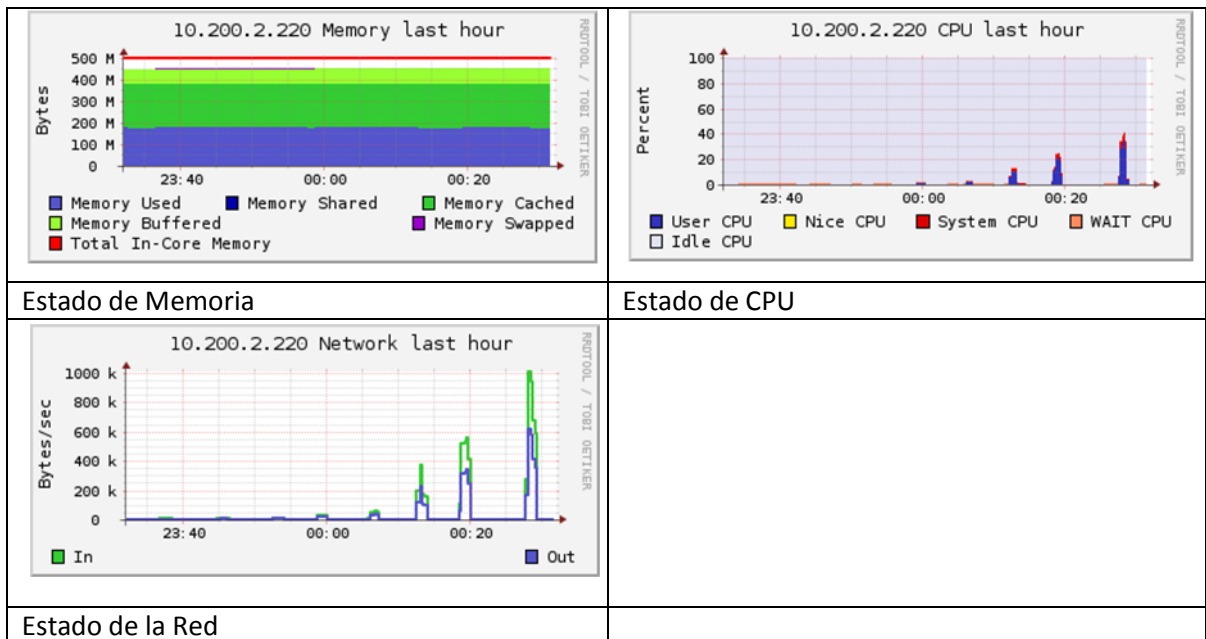 10.200.2.220 Memory last hour
RRDTOOL / TOBI OETIKER
Bytes
500 M
400 M
300 M
200 M
100 M
0
23:40 00:00 00:20
Memory Used Memory Shared Memory Cached
Memory Buffered Memory Swapped
Total In-Core Memory
10.200.2.220 CPU last hour
RRDTOOL / TOBI OETIKER
Percent
100
80
60
40
20
0
23:40 00:00 00:20
User CPU Nice CPU System CPU WAIT CPU
Idle CPU
Estado de Memoria
Estado de CPU
10.200.2.220 Network last hour
RRDTOOL / TOBI OETIKER
Bytes/sec
1000 k
800 k
600 k
400 k
200 k
0
23:40 00:00 00:20
In Out
Estado de la Red